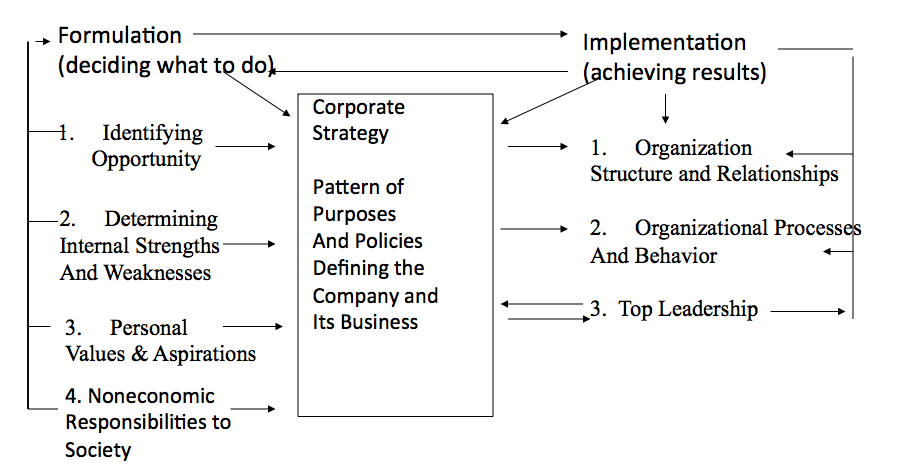 Formulation
(deciding what to do)
1. Identifying
Opportunity
2. Determining
Internal Strengths
And Weaknesses
3. Personal
Values & Aspirations
4. Noneconomic
Responsibilities to
Society
Corporate
Strategy
Pattern of
Purposes
And Policies
Defining the
Company and
Its Business
Implementation
(achieving results)
1. Organization
Structure and Relationships
2. Organizational Processes
And Behavior
3. Top Leadership